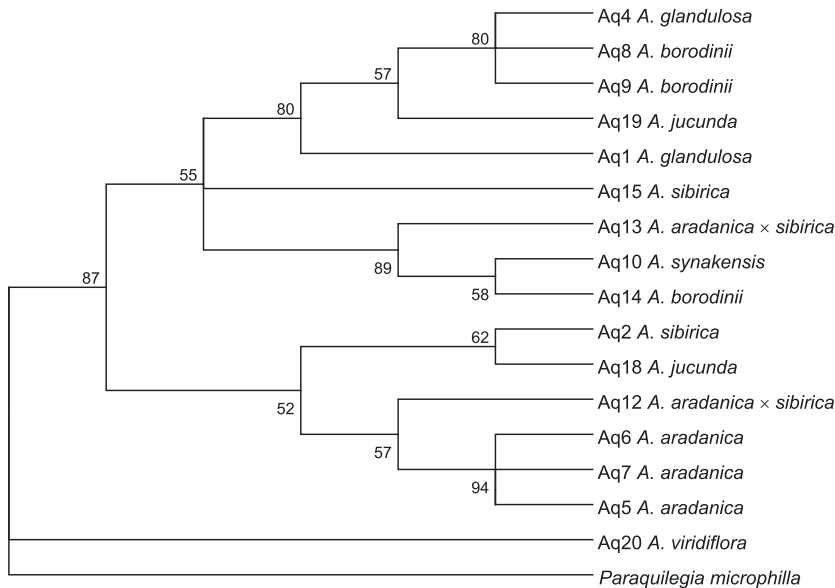 Aq4 A. glandulosa
80
Aq8 A. borodinii
57
Aq9 A. borodinii
80
Aq19 A. jucunda
Aq1 A. glandulosa
55
Aq15 A. sibirica
Aq13 A. aradanica × sibirica
89
Aq10 A. synakensis
87
58
Aq14 A. borodinii
62
Aq2 A. sibirica
Aq18 A. jucunda
52
Aq12 A. aradanica × sibirica
Aq6 A. aradanica
57
Aq7 A. aradanica
94
Aq5 A. aradanica
Aq20 A. viridiflora
Paraquilegia microphilla